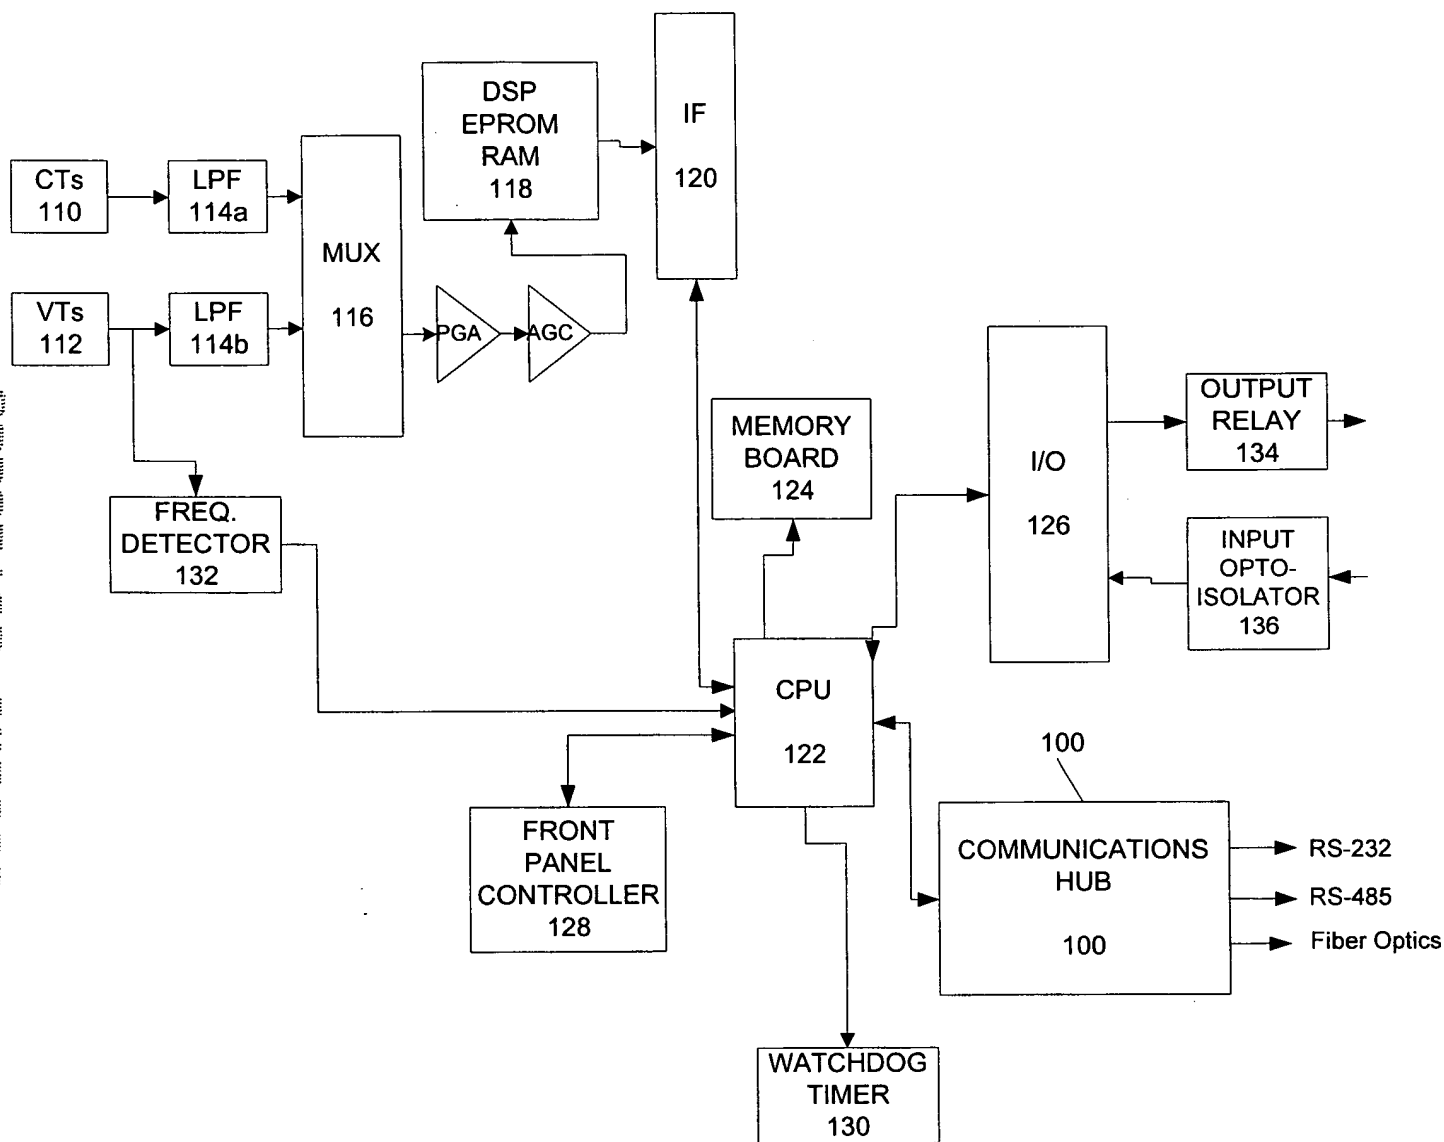 CTs
110
LPF
114a
VTs
112
LPF
114b
MUX
116
PGA
AGC
DSP
EPROM
RAM
118
IF
120
FREQ.
DETECTOR
132
MEMORY
BOARD
124
I/O
126
OUTPUT
RELAY
134
INPUT
OPTO-
ISOLATOR
136
CPU
122
FRONT
PANEL
CONTROLLER
128
100
COMMUNICATIONS
HUB
100
RS-232
RS-485
Fiber Optics
WATCHDOG
TIMER
130